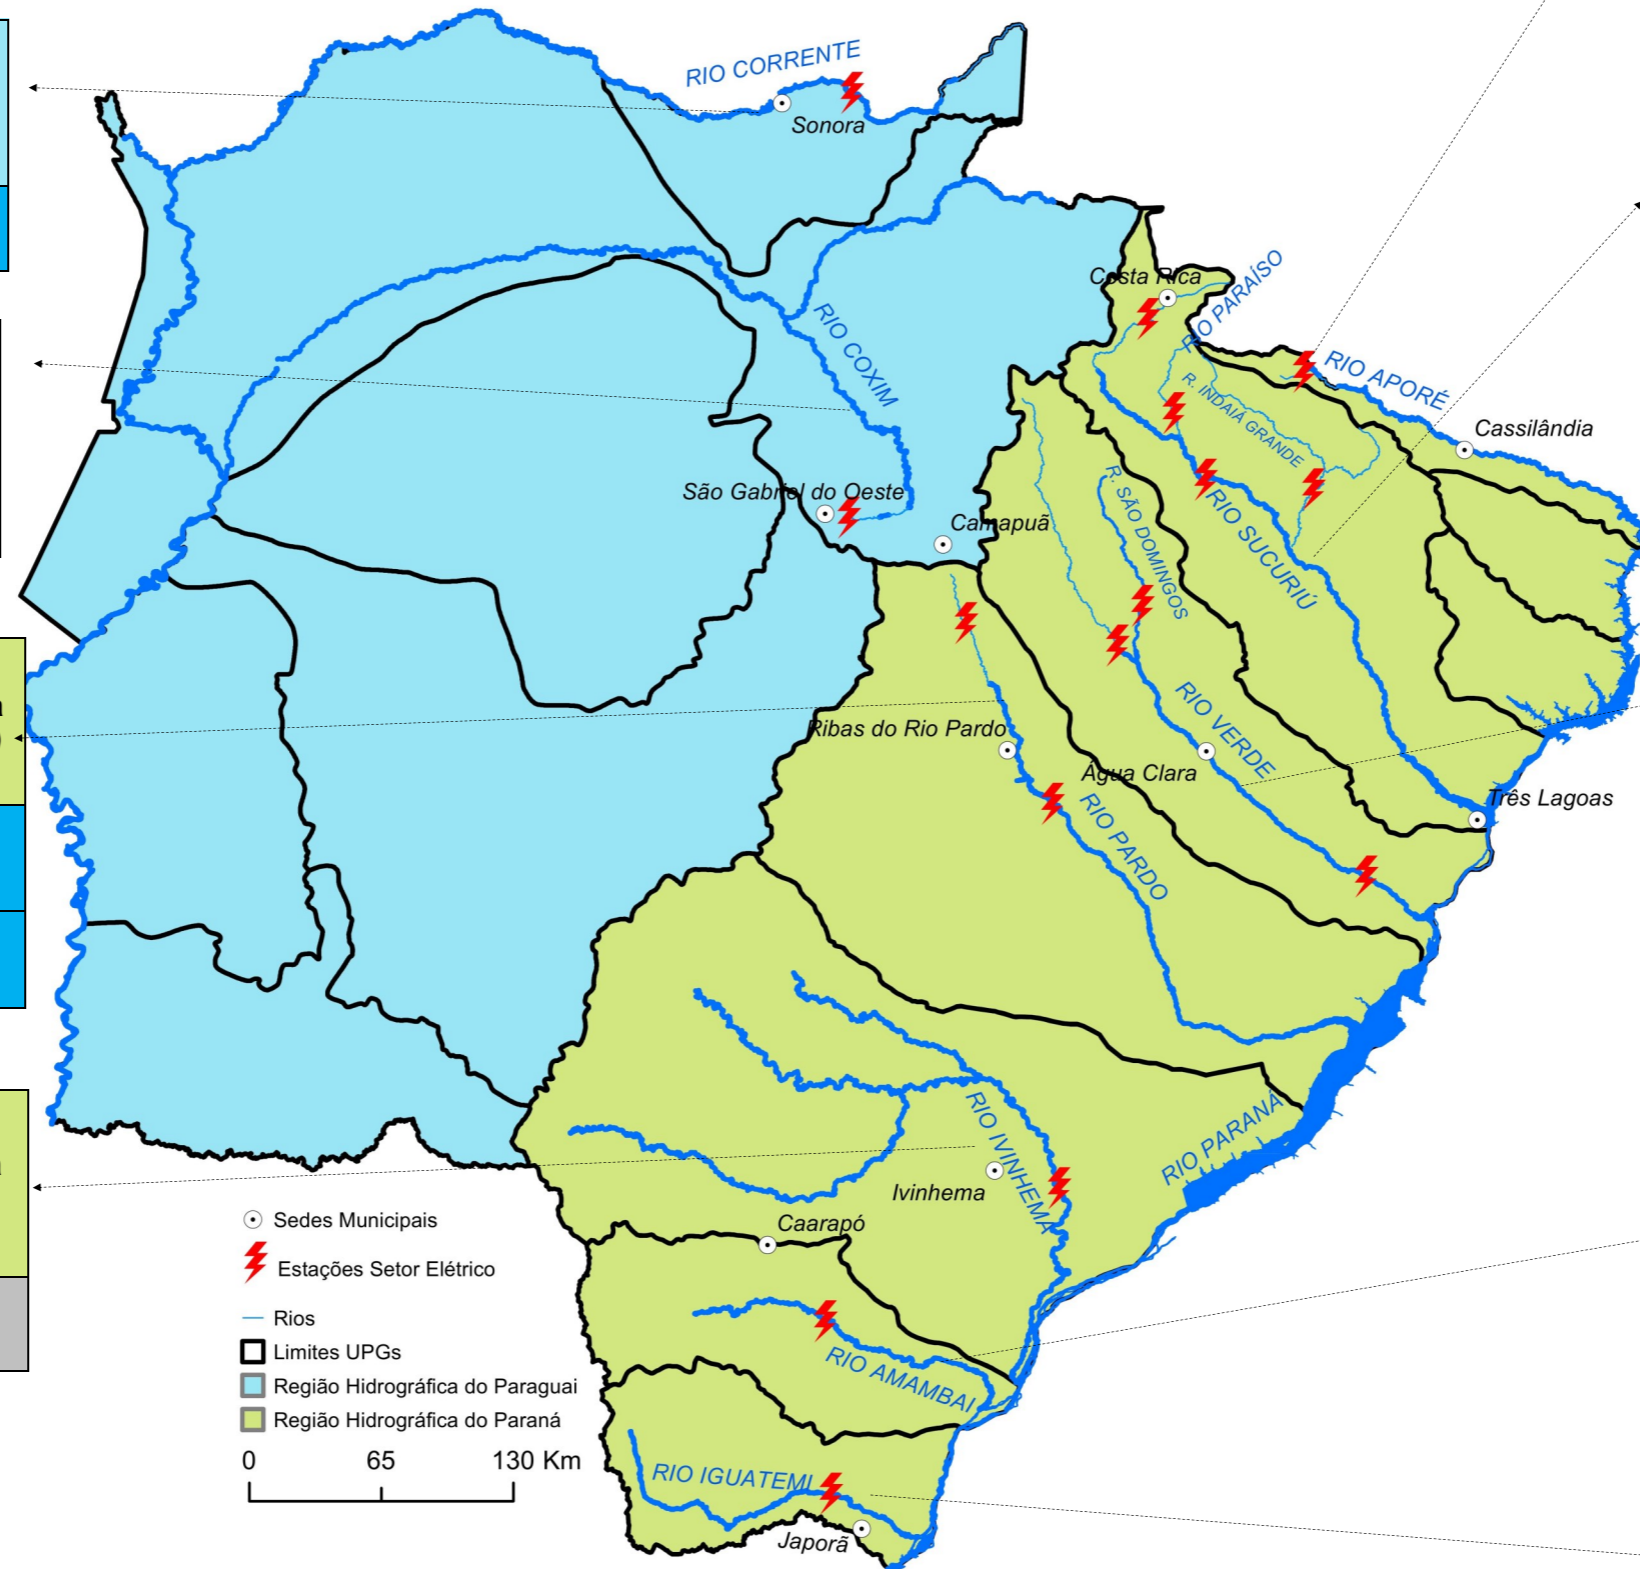 RIO CORRENTE
Sonora
Costa Rica
RIO PARAÍSO
RIO COXIM
R. INDAIÁ GRANDE
RIO APORÉ
Cassilândia
São Gabriel do Oeste
Camapuã
R. SÃO DOMINGOS
RIO SUCURIÚ
Ribas do Rio Pardo
RIO VERDE
Água Clara
RIO PARDO
Três Lagoas
RIO IVINHEMA
RIO PARANÁ
Ivinhema
Caarapó
Sedes Municipais
Estações Setor Elétrico
Rios
Limites UPGs
Região Hidrográfica do Paraguai
Região Hidrográfica do Paraná
0 65 130 Km
RIO AMAMBAI
RIO IGUATEMI
Japorã